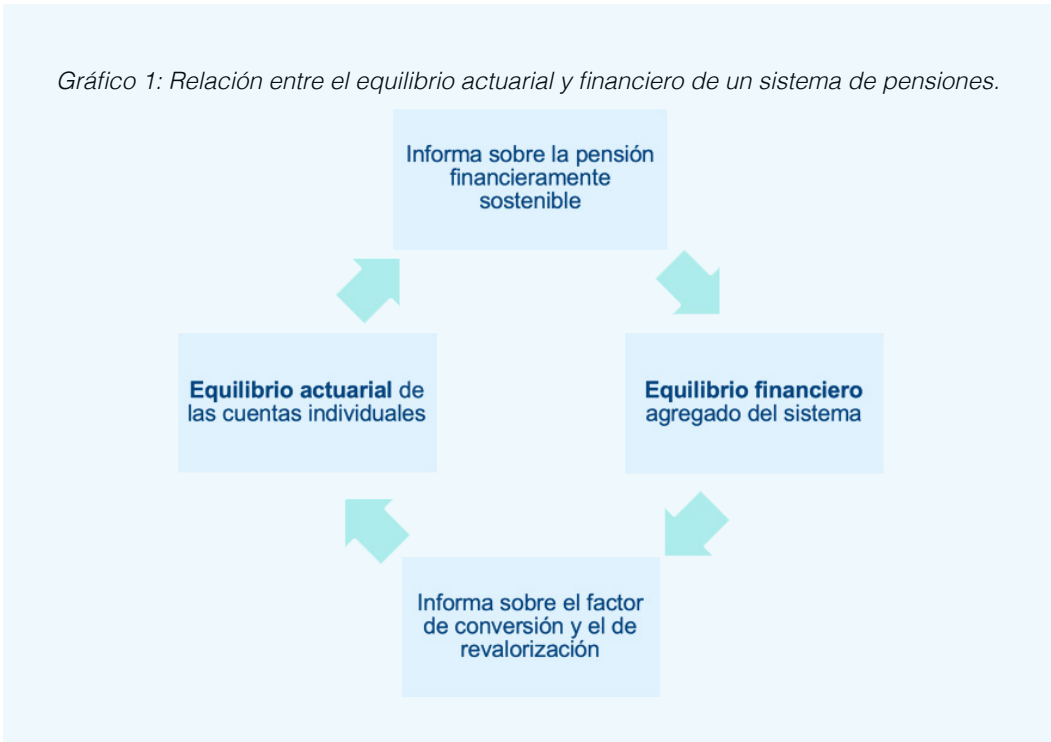 Gráfico 1: Relación entre el equilibrio actuarial y financiero de un sistema de pensiones.
Informa sobre la pensión
financieramente
sostenible
Equilibrio actuarial de
las cuentas individuales
Equilibrio financiero
agregado del sistema
Informa sobre el factor
de conversión y el de
revalorización